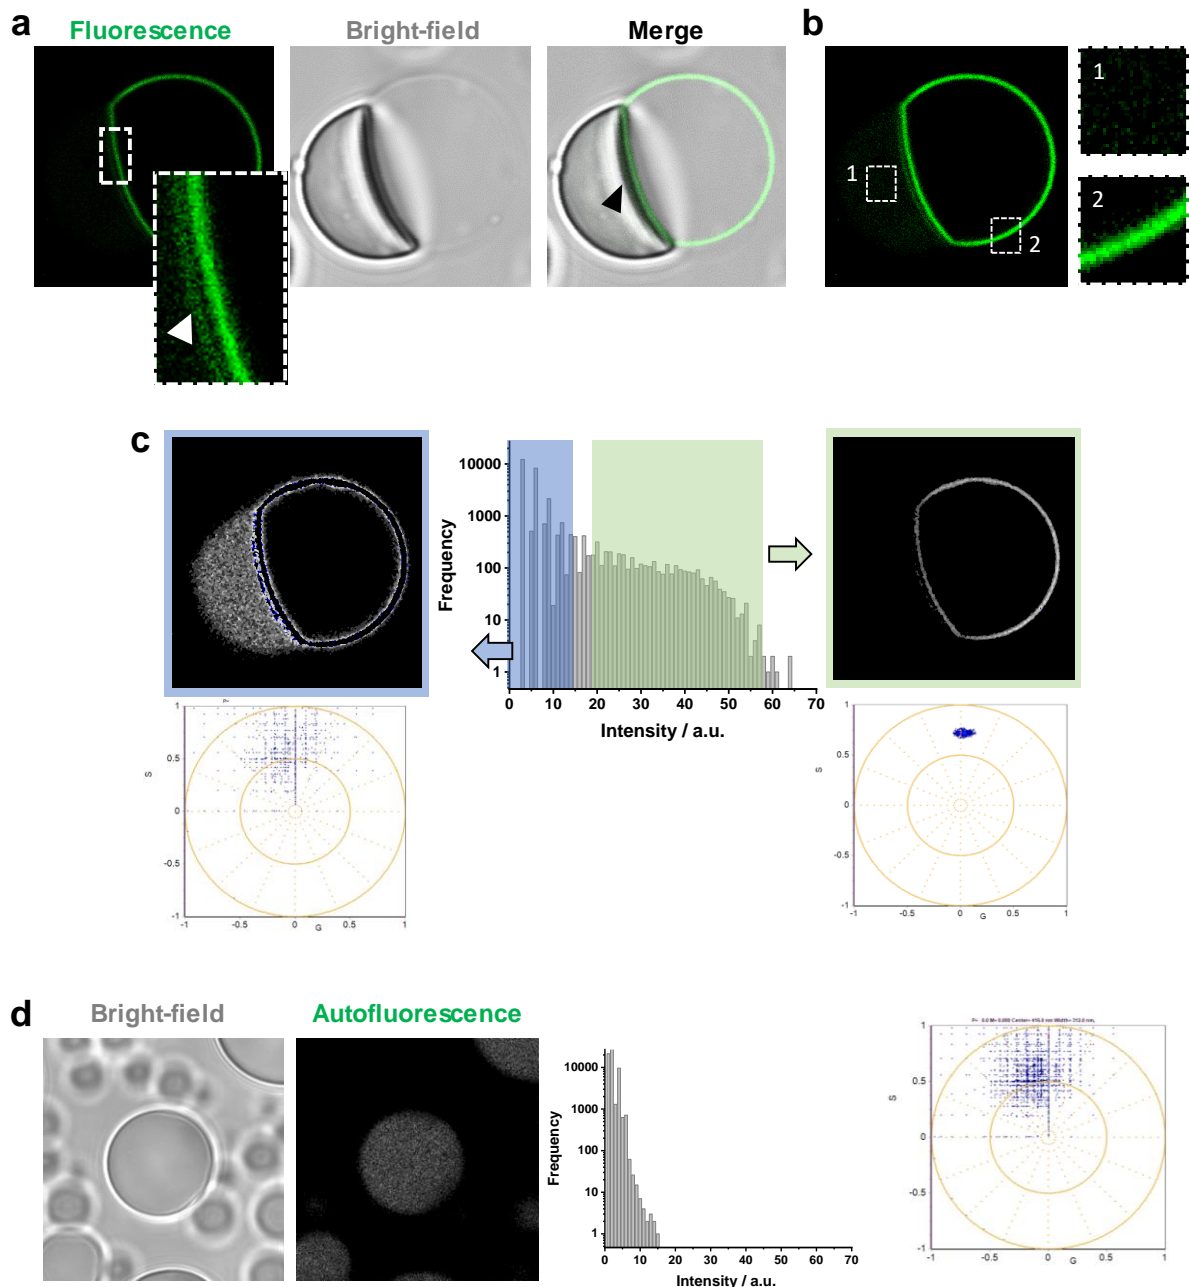 a
Fluorescence
Bright-field
Merge
b
1
2
1
2
c
10000
1000
100
10
1
Frequency
0 10 20 30 40 50 60 70
Intensity / a.u.
P=
1
0.5
0
-0.5
-1
S
-1 -0.5 0 0.5 1
G
1
0.5
0
-0.5
-1
S
-1 -0.5 0 0.5 1
G
d
Bright-field
Autofluorescence
10000
1000
100
10
1
Frequency
0 10 20 30 40 50 60 70
Intensity / a.u.
1
0.5
0
-0.5
-1
S
-1 -0.5 0 0.5 1
G